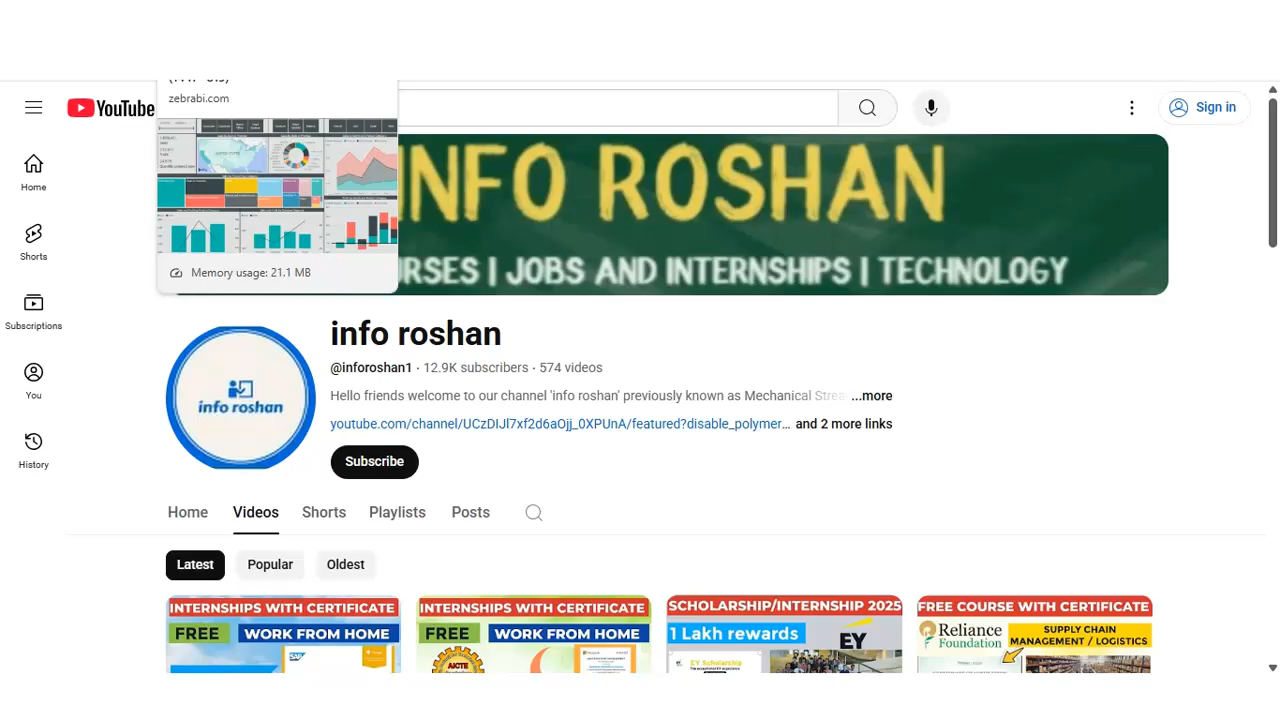 zebrabi.com
YouTube
Sign in
Home
Shorts
Subscriptions
You
History
Memory usage: 21.1 MB
INFO ROSHAN
URSES | JOBS AND INTERNSHIPS | TECHNOLOGY
info roshan
info roshan
@inforoshan1 · 12.9K subscribers · 574 videos
Hello friends welcome to our channel 'info roshan' previously known as Mechanical Strea ...more
youtube.com/channel/UCzDIJl7xf2d6aOjj_0XPUnA/featured?disable_polymer... and 2 more links
Subscribe
Home Videos Shorts Playlists Posts
Latest Popular Oldest
INTERNSHIPS WITH CERTIFICATE
FREE WORK FROM HOME
SAP
INTERNSHIPS WITH CERTIFICATE
FREE WORK FROM HOME
AICTE
SCHOLARSHIP/INTERNSHIP 2025
1 Lakh rewards
EY
EY Scholarship
FREE COURSE WITH CERTIFICATE
Reliance
Foundation
SUPPLY CHAIN
MANAGEMENT / LOGISTICS